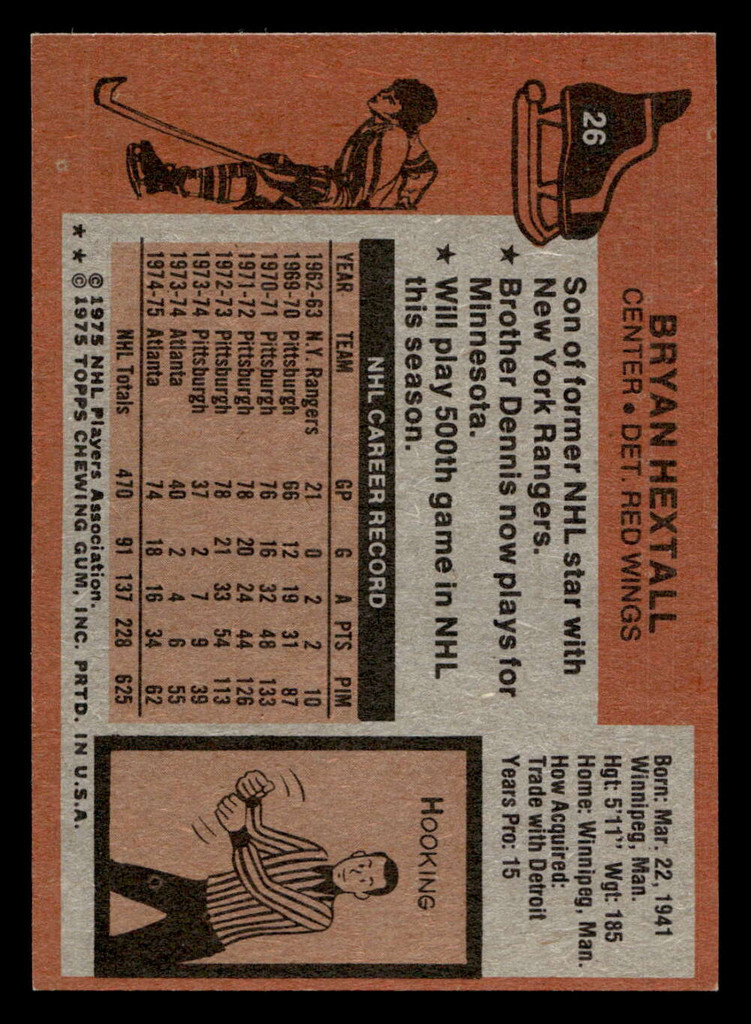 26
BRYAN HEXTALL
CENTER • DET. RED WINGS
Born: Mar. 22, 1941
Winnipeg, Man.
Hgt: 5'11" Wgt: 185
Home: Winnipeg, Man.
How Acquired:
Trade with Detroit
Years Pro: 15
Son of former NHL star with
New York Rangers.
★ Brother Dennis now plays for
Minnesota.
★ Will play 500th game in NHL
this season.
NHL CAREER RECORD
YEAR TEAM GP G A PTS PIM
1962-63 N.Y. Rangers 21 0 2 2 10
1969-70 Pittsburgh 66 12 19 31 87
1970-71 Pittsburgh 76 16 32 48 133
1971-72 Pittsburgh 78 20 24 44 126
1972-73 Pittsburgh 78 21 33 54 113
1973-74 Pittsburgh 37 2 7 9 39
1973-74 Atlanta 40 2 4 6 55
1974-75 Atlanta 74 18 16 34 62
NHL Totals 470 91 137 228 625
★ © 1975 NHL Players Association.
★ © 1975 TOPPS CHEWING GUM, INC. PRTD. IN U.S.A.
HOOKING